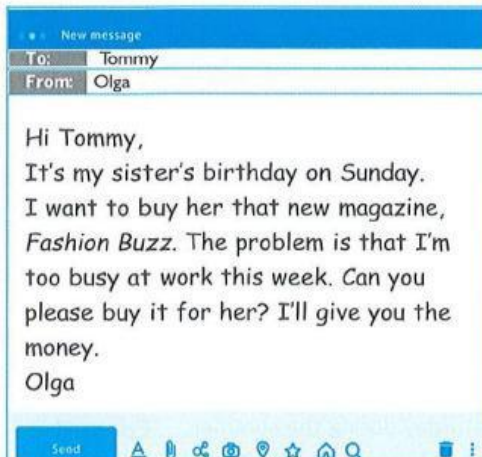 New message
To: Tommy
From: Olga
Hi Tommy,
It's my sister's birthday on Sunday.
I want to buy her that new magazine,
Fashion Buzz. The problem is that I'm
too busy at work this week. Can you
please buy it for her? I'll give you the
money.
Olga
Send